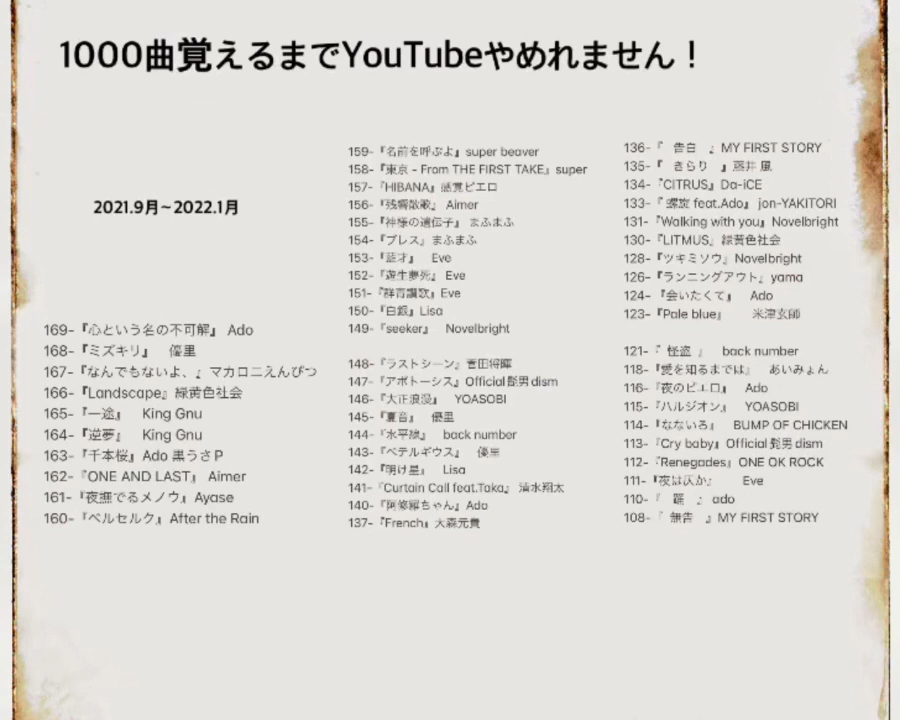 1000曲覚えるまでYouTubeやめれません！
2021.9月~2022.1月
169-『心という名の不可解』 Ado
168-『ミズキリ』 優里
167-『なんでもないよ、』マカロニえんぴつ
166-『Landscape』緑黄色社会
165-『一途』 King Gnu
164-『逆夢』 King Gnu
163-『千本桜』Ado 黒うさP
162-『ONE AND LAST』 Aimer
161-『夜撫でるメノウ』Ayase
160-『ベルセルク』After the Rain
159-『名前を呼ぶよ』super beaver
158-『東京 - From THE FIRST TAKE』super
157-『HIBANA』感覚ピエロ
156-『残響散歌』 Aimer
155-『神様の遺伝子』 まふまふ
154-『ブレス』まふまふ
153-『藍才』 Eve
152-『遊生夢死』 Eve
151-『群青讃歌』Eve
150-『白銀』Lisa
149-『seeker』 Novelbright
148-『ラストシーン』菅田将暉
147-『アポトーシス』Official髭男dism
146-『大正浪漫』 YOASOBI
145-『夏音』 優里
144-『水平線』 back number
143-『ベテルギウス』 優里
142-『明け星』 Lisa
141-『Curtain Call feat.Taka』 清水翔太
140-『阿修羅ちゃん』Ado
137-『French』大森元貴
136-『 告白 』MY FIRST STORY
135-『 きらり 』藤井 風
134-『CITRUS』Da-iCE
133-『 螺旋 feat.Ado』 jon-YAKITORI
131-『Walking with you』Novelbright
130-『LITMUS』緑黄色社会
128-『ツキミソウ』Novelbright
126-『ランニングアウト』yama
124-『会いたくて』 Ado
123-『Pale blue』 米津玄師
121-『 怪盗 』 back number
118-『愛を知るまでは』 あいみょん
116-『夜のピエロ』 Ado
115-『ハルジオン』 YOASOBI
114-『なないろ』 BUMP OF CHICKEN
113-『Cry baby』Official髭男dism
112-『Renegades』ONE OK ROCK
111-『夜は仄か』 Eve
110-『 踊 』 ado
108-『 無告 』MY FIRST STORY